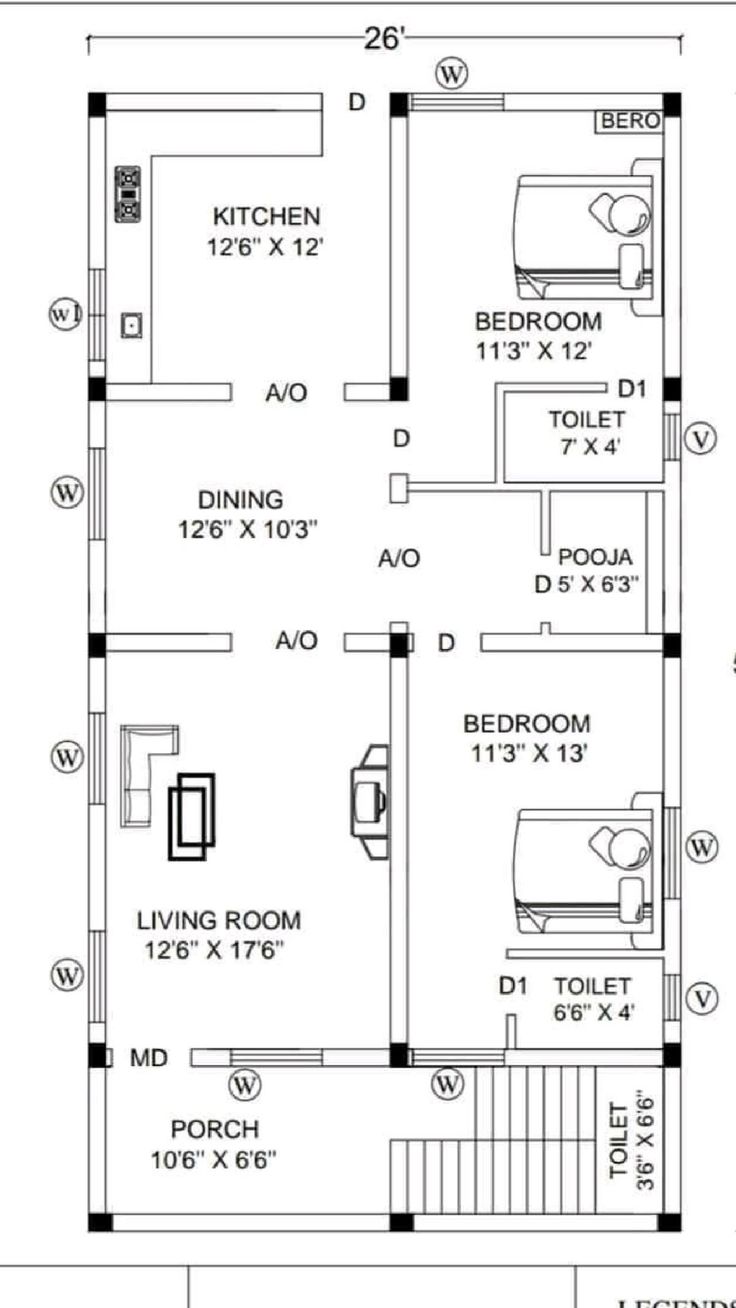 26'
W
D
BERO
KITCHEN
12'6" X 12'
W1
BEDROOM
11'3" X 12'
A/O
D1
TOILET
7' X 4'
V
D
W
DINING
12'6" X 10'3"
A/O
POOJA
D 5' X 6'3"
A/O
D
W
BEDROOM
11'3" X 13'
W
LIVING ROOM
12'6" X 17'6"
W
D1
TOILET
6'6" X 4'
V
MD
W
W
PORCH
10'6" X 6'6"
TOILET
3'6" X 6'6"